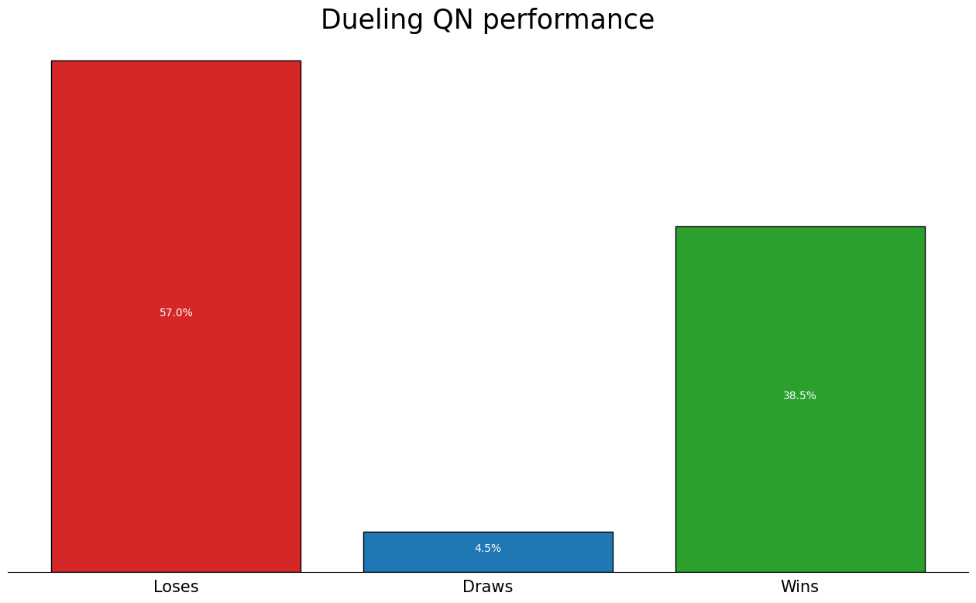 Dueling QN performance
57.0%
4.5%
38.5%
Loses
Draws
Wins